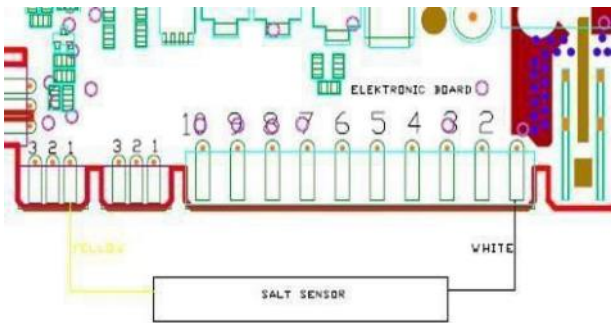 ELEKTRONIC BOARD
10 9 8 7 6 5 4 3 2
3 2 1
3 2 1
YELLOW
WHITE
SALT SENSOR